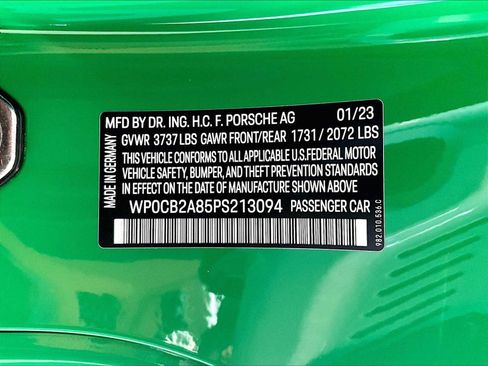 MFD BY DR. ING. H.C. F. PORSCHE AG 01/23
GVWR 3737 LBS GAWR FRONT/REAR 1731 / 2072 LBS
THIS VEHICLE CONFORMS TO ALL APPLICABLE U.S. FEDERAL MOTOR
VEHICLE SAFETY, BUMPER, AND THEFT PREVENTION STANDARDS
IN EFFECT ON THE DATE OF MANUFACTURE SHOWN ABOVE
WP0CB2A85PS213094 PASSENGER CAR
MADE IN GERMANY
982.010.536.C